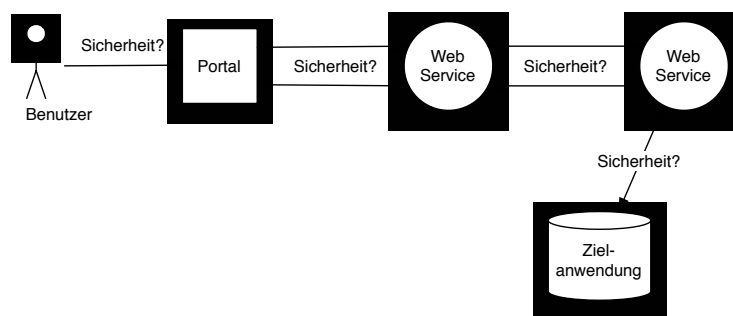 Sicherheit?
Benutzer
Portal
Sicherheit?
Web
Service
Sicherheit?
Web
Service
Sicherheit?
Ziel-
anwendung